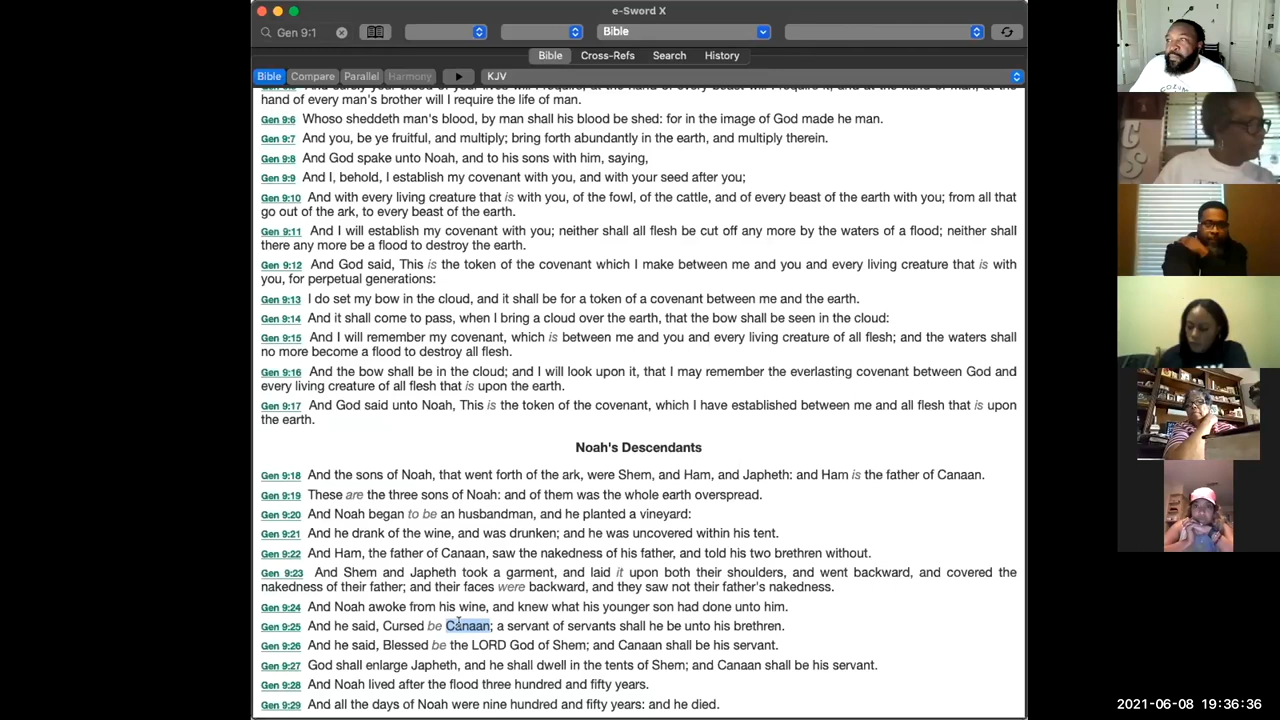 e-Sword X
Gen 9:1
Bible
Bible Cross-Refs Search History
Bible Compare Parallel Harmony KJV
hand of every man's brother will I require the life of man.
Gen 9:6 Whoso sheddeth man's blood, by man shall his blood be shed: for in the image of God made he man.
Gen 9:7 And you, be ye fruitful, and multiply; bring forth abundantly in the earth, and multiply therein.
Gen 9:8 And God spake unto Noah, and to his sons with him, saying,
Gen 9:9 And I, behold, I establish my covenant with you, and with your seed after you;
Gen 9:10 And with every living creature that is with you, of the fowl, of the cattle, and of every beast of the earth with you; from all that
go out of the ark, to every beast of the earth.
Gen 9:11 And I will establish my covenant with you; neither shall all flesh be cut off any more by the waters of a flood; neither shall
there any more be a flood to destroy the earth.
Gen 9:12 And God said, This is the token of the covenant which I make between me and you and every living creature that is with
you, for perpetual generations:
Gen 9:13 I do set my bow in the cloud, and it shall be for a token of a covenant between me and the earth.
Gen 9:14 And it shall come to pass, when I bring a cloud over the earth, that the bow shall be seen in the cloud:
Gen 9:15 And I will remember my covenant, which is between me and you and every living creature of all flesh; and the waters shall
no more become a flood to destroy all flesh.
Gen 9:16 And the bow shall be in the cloud; and I will look upon it, that I may remember the everlasting covenant between God and
every living creature of all flesh that is upon the earth.
Gen 9:17 And God said unto Noah, This is the token of the covenant, which I have established between me and all flesh that is upon
the earth.
Noah's Descendants
Gen 9:18 And the sons of Noah, that went forth of the ark, were Shem, and Ham, and Japheth: and Ham is the father of Canaan.
Gen 9:19 These are the three sons of Noah: and of them was the whole earth overspread.
Gen 9:20 And Noah began to be an husbandman, and he planted a vineyard:
Gen 9:21 And he drank of the wine, and was drunken; and he was uncovered within his tent.
Gen 9:22 And Ham, the father of Canaan, saw the nakedness of his father, and told his two brethren without.
Gen 9:23 And Shem and Japheth took a garment, and laid it upon both their shoulders, and went backward, and covered the
nakedness of their father; and their faces were backward, and they saw not their father's nakedness.
Gen 9:24 And Noah awoke from his wine, and knew what his younger son had done unto him.
Gen 9:25 And he said, Cursed be Canaan; a servant of servants shall he be unto his brethren.
Gen 9:26 And he said, Blessed be the LORD God of Shem; and Canaan shall be his servant.
Gen 9:27 God shall enlarge Japheth, and he shall dwell in the tents of Shem; and Canaan shall be his servant.
Gen 9:28 And Noah lived after the flood three hundred and fifty years.
Gen 9:29 And all the days of Noah were nine hundred and fifty years: and he died.
2021-06-08 19:36:36